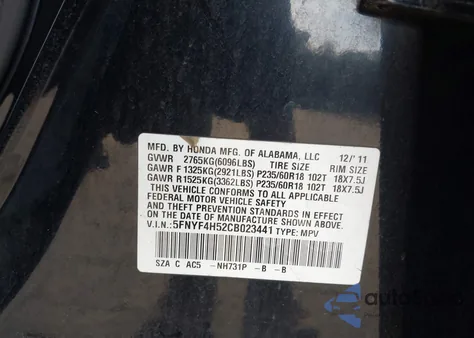 MFD. BY HONDA MFG. OF ALABAMA, LLC 12/'11
GVWR 2765KG(6096LBS) TIRE SIZE RIM SIZE
GAWR F 1325KG(2921LBS) P235/60R18 102T 18X7.5J
GAWR R 1525KG(3362LBS) P235/60R18 102T 18X7.5J
THIS VEHICLE CONFORMS TO ALL APPLICABLE
FEDERAL MOTOR VEHICLE SAFETY
STANDARDS IN EFFECT ON THE DATE OF
MANUFACTURE SHOWN ABOVE.
V.I.N.: 5FNYF4H52CB023441 TYPE: MPV
SZA C AC5 -NH731P -B -B